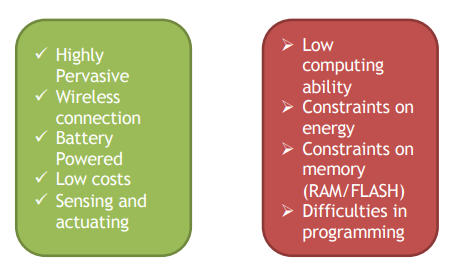 ✓ Highly
Pervasive
✓ Wireless
connection
✓ Battery
Powered
✓ Low costs
✓ Sensing and
actuating
➢ Low
computing
ability
➢ Constraints on
energy
➢ Constraints on
memory
(RAM/FLASH)
➢ Difficulties in
programming